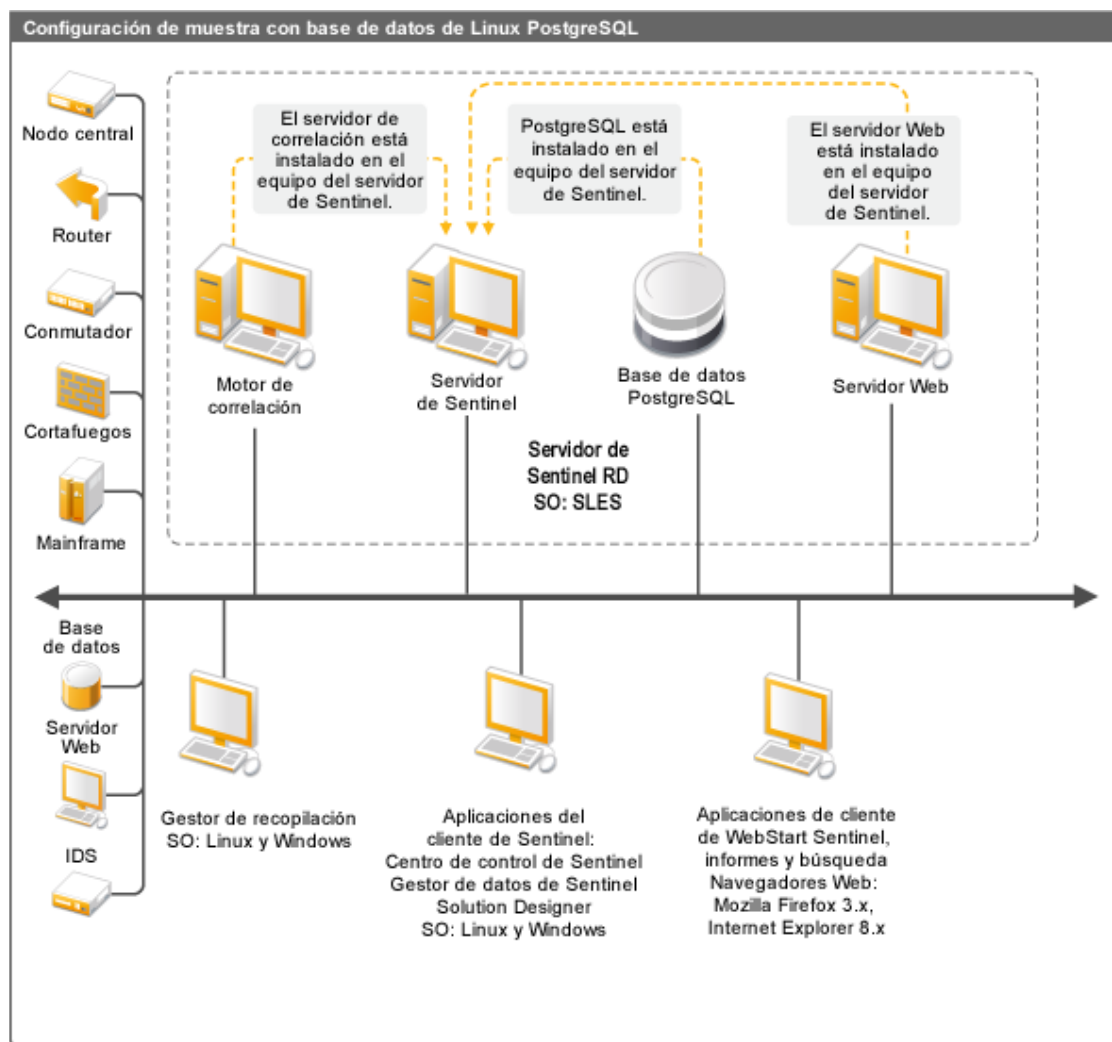 Configuración de muestra con base de datos de Linux PostgreSQL
Nodo central
Router
Conmutador
Cortafuegos
Mainframe
Base
de datos
Servidor
Web
IDS
El servidor de
correlación está
instalado en el
equipo del servidor
de Sentinel.
PostgreSQL está
instalado en el
equipo del servidor
de Sentinel.
El servidor Web
está instalado
en el equipo
del servidor
de Sentinel.
Motor de
correlación
Servidor
de Sentinel
Base de datos
PostgreSQL
Servidor Web
Servidor de
Sentinel RD
SO: SLES
Gestor de recopilación
SO: Linux y Windows
Aplicaciones del
cliente de Sentinel:
Centro de control de Sentinel
Gestor de datos de Sentinel
Solution Designer
SO: Linux y Windows
Aplicaciones de cliente
de WebStart Sentinel,
informes y búsqueda
Navegadores Web:
Mozilla Firefox 3.x,
Internet Explorer 8.x